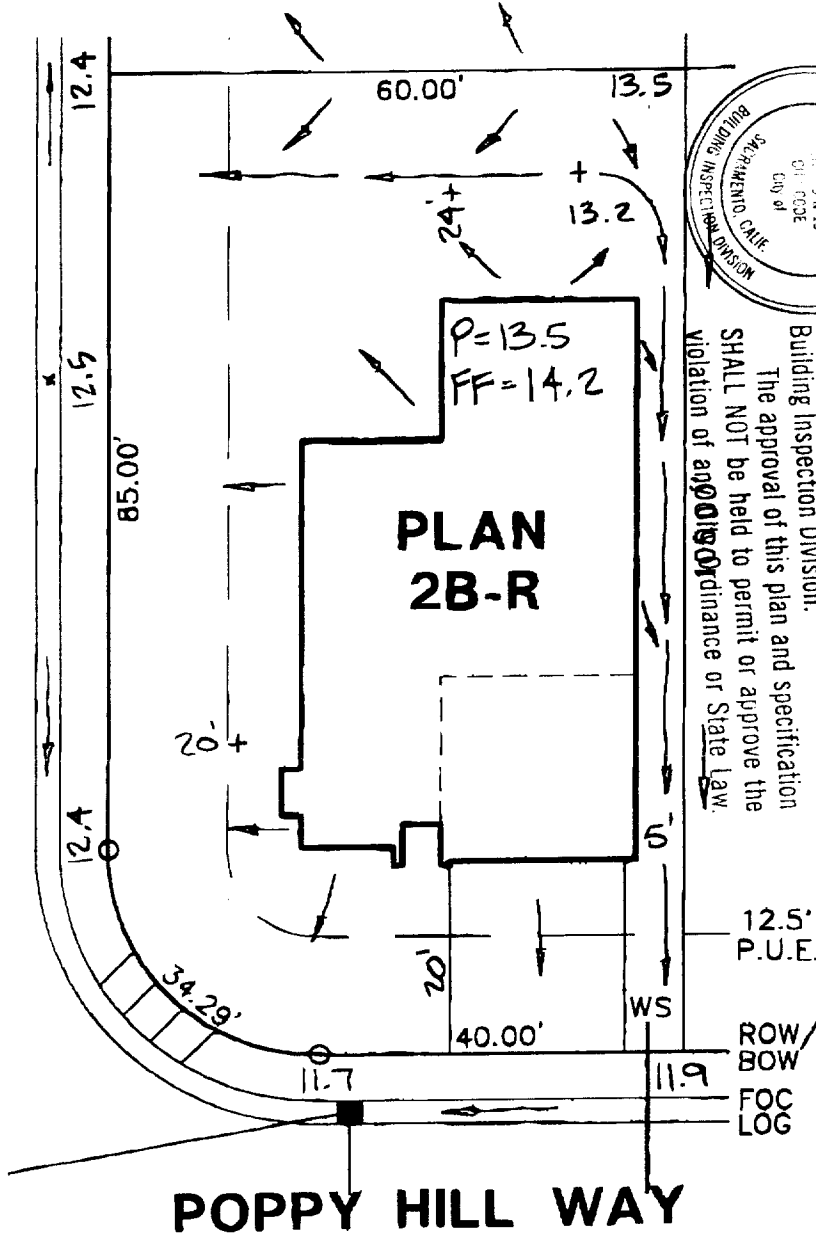 12.4
60.00'
13.5
BUILDING INSPECTION DIVISION
SACRAMENTO, CALIF.
City of
24'+
13.2
P=13.5
FF=14.2
12.5
85.00'
PLAN
2B-R
Building Inspection Division.
The approval of this plan and specification
SHALL NOT be held to permit or approve the
violation of any City Ordinance or State Law.
20'+
12.4
5'
12.5'
P.U.E.
34.29'
20'
WS
40.00'
ROW/
BOW
11.7
11.9
FOC
LOG
POPPY HILL WAY